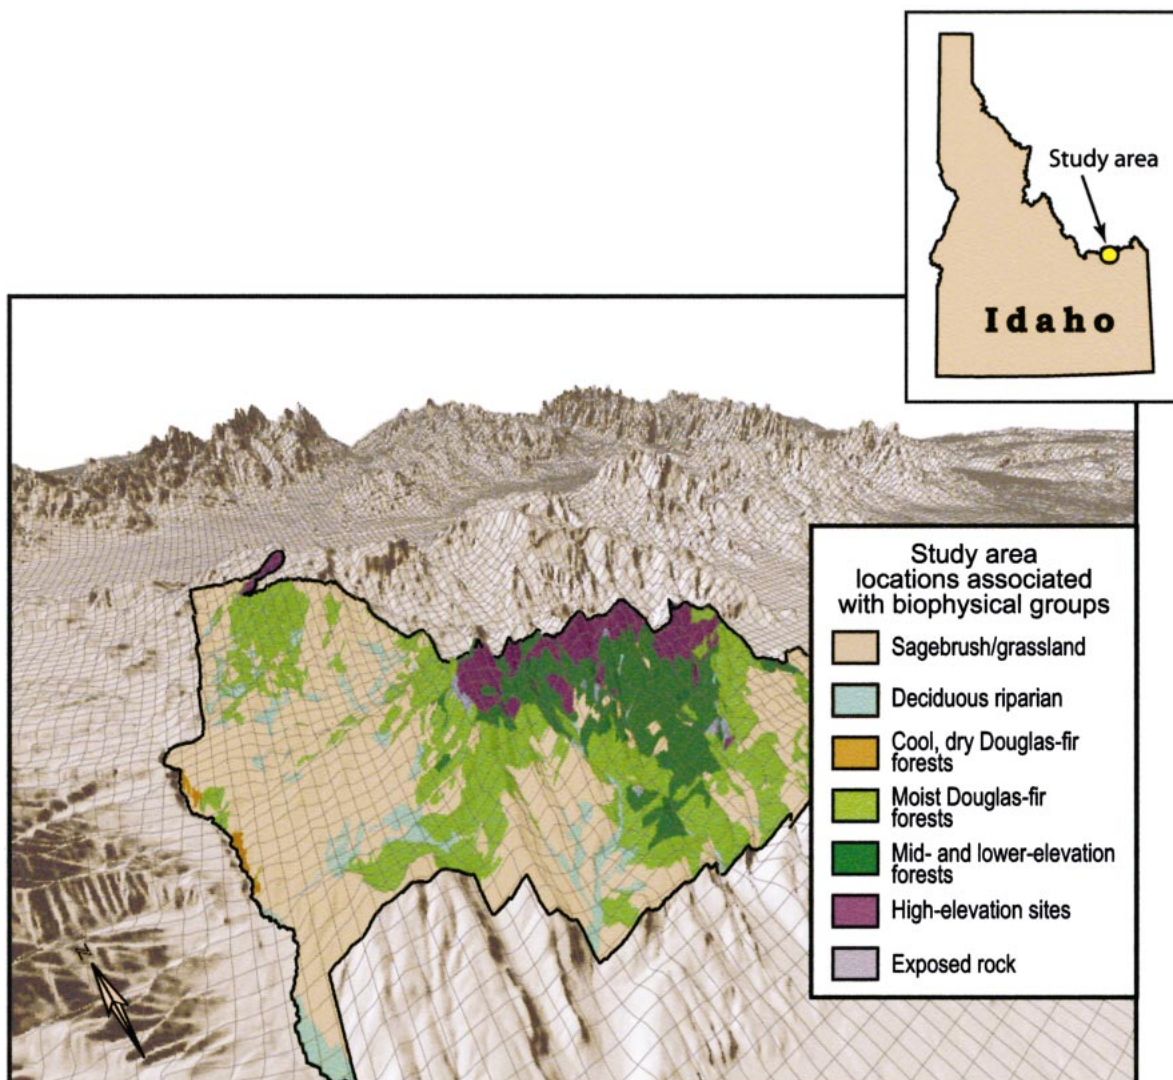 Study area
Idaho
Study area
locations associated
with biophysical groups
Sagebrush/grassland
Deciduous riparian
Cool, dry Douglas-fir
forests
Moist Douglas-fir
forests
Mid- and lower-elevation
forests
High-elevation sites
Exposed rock
N